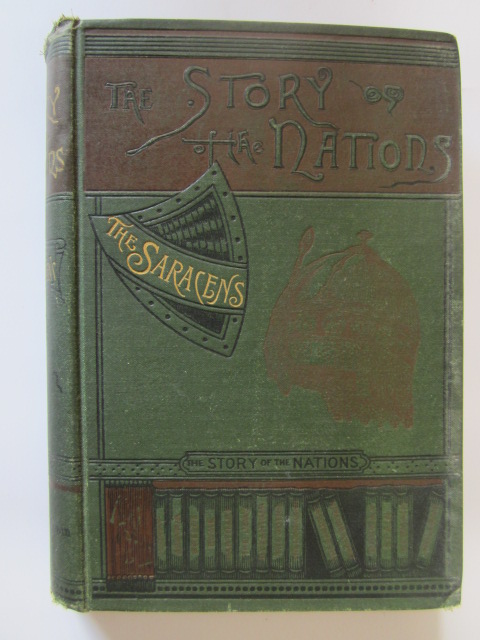 The Story
of the Nations
The Saracens
The Story of the Nations